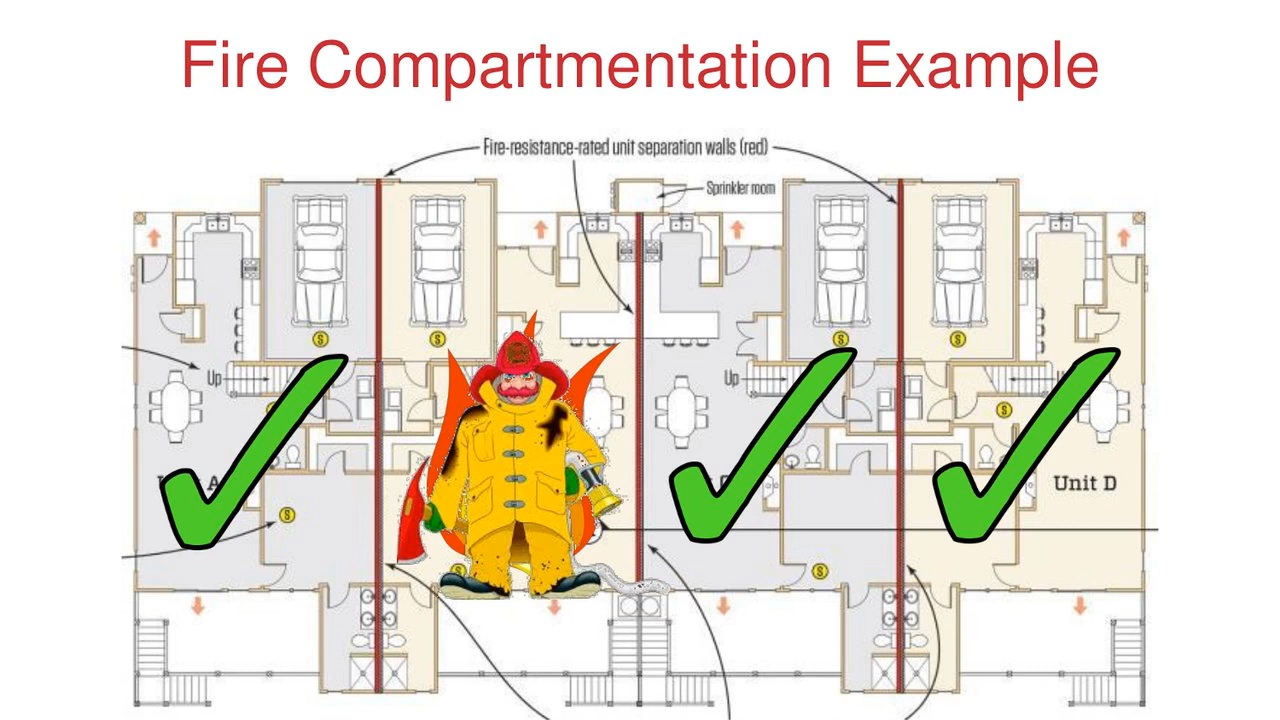 Fire Compartmentation Example
Fire-resistance-rated unit separation walls (red)
Sprinkler room
Up
Up
S
S
S
S
S
S
S
Unit D